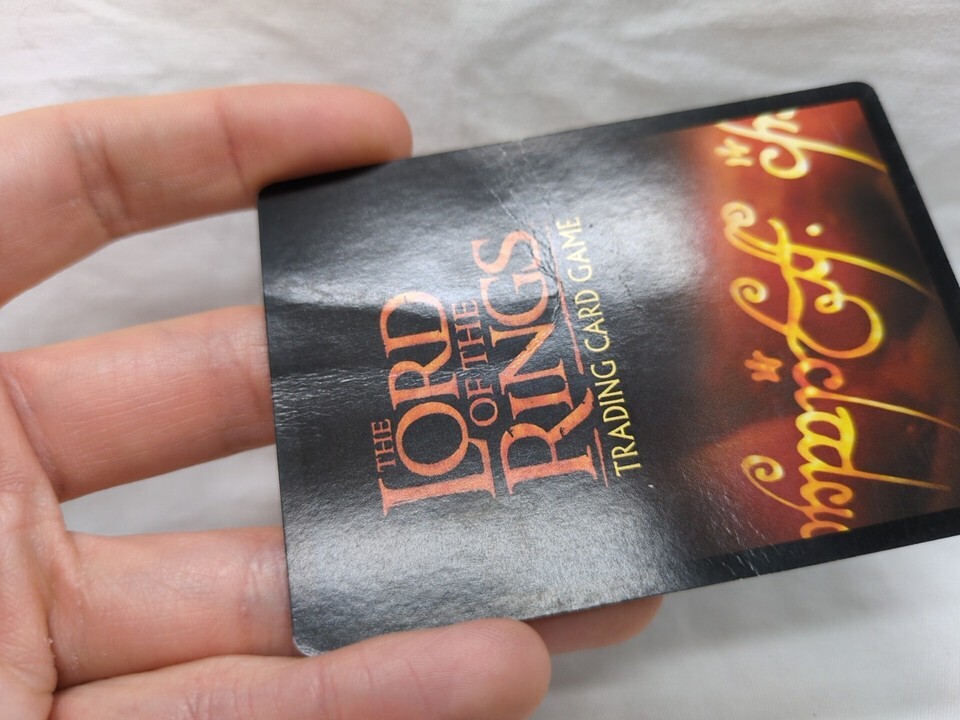 THE
LORD
OF THE
RINGS
TRADING CARD GAME